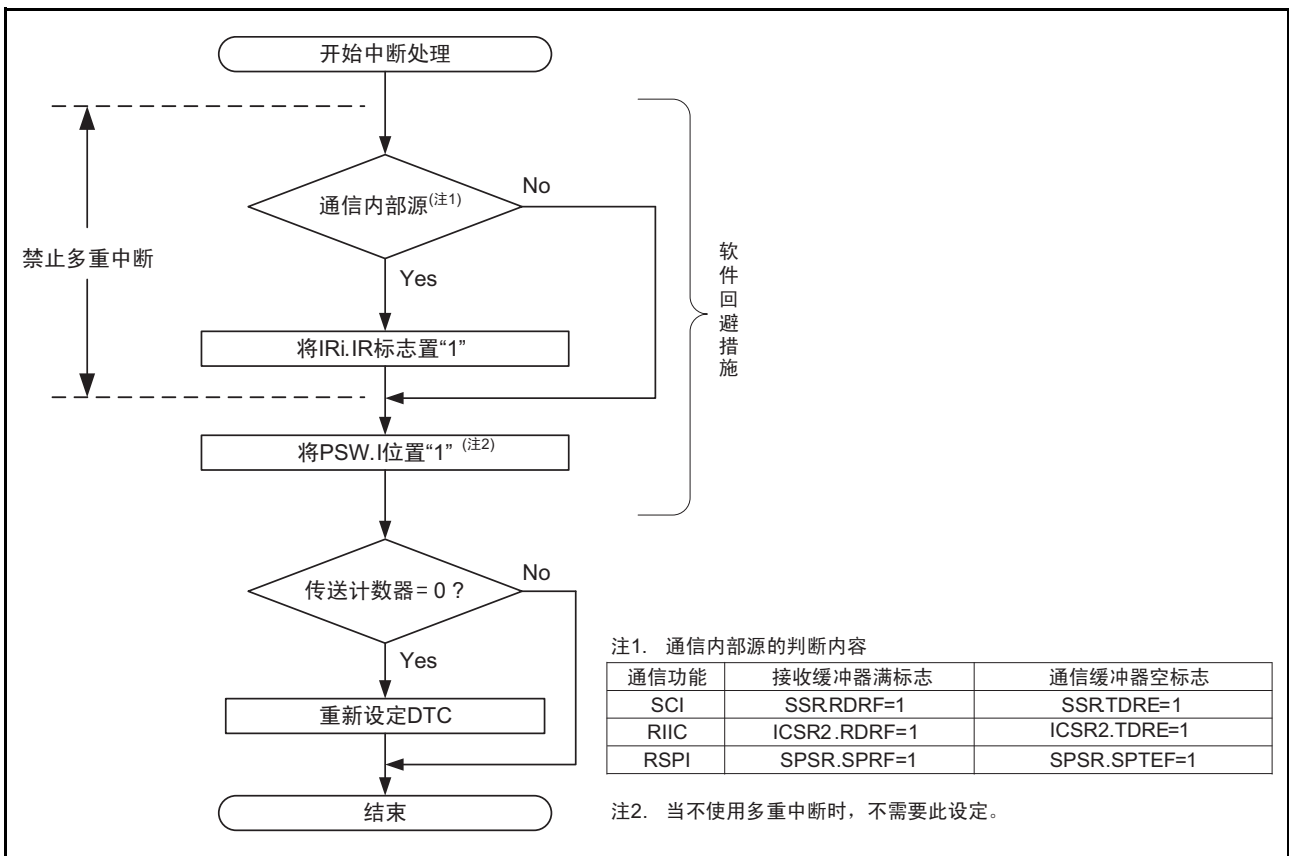 开始中断处理
通信内部源(注1)
No
Yes
禁止多重中断
将IRi.IR标志置“1”
将PSW.I位置“1” (注2)
软件回避措施
传送计数器= 0 ?
No
Yes
重新设定DTC
结束
注1. 通信内部源的判断内容
通信功能 接收缓冲器满标志 通信缓冲器空标志
SCI SSR.RDRF=1 SSR.TDRE=1
RIIC ICSR2.RDRF=1 ICSR2.TDRE=1
RSPI SPSR.SPRF=1 SPSR.SPTEF=1
注2. 当不使用多重中断时，不需要此设定。